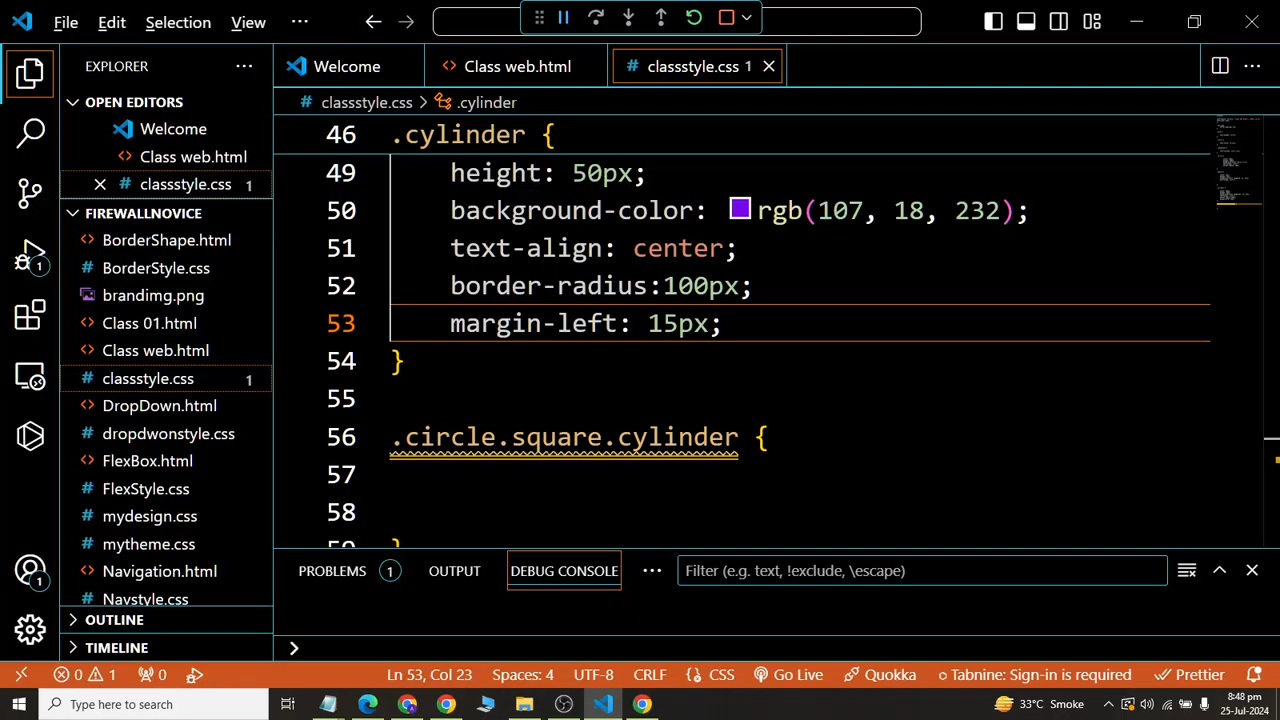 File Edit Selection View ...
EXPLORER ...
OPEN EDITORS
Welcome
Class web.html
classstyle.css 1
FIREWALLNOVICE
BorderShape.html
BorderStyle.css
brandimg.png
Class 01.html
Class web.html
classstyle.css 1
DropDown.html
dropdwonstyle.css
FlexBox.html
FlexStyle.css
mydesign.css
mytheme.css
Navigation.html
Navstyle.css
OUTLINE
TIMELINE
1
1
Welcome Class web.html classstyle.css 1
classstyle.css > .cylinder
46 .cylinder {
49 height: 50px;
50 background-color: rgb(107, 18, 232);
51 text-align: center;
52 border-radius:100px;
53 margin-left: 15px;
54 }
55
56 .circle.square.cylinder {
57
58
59 }
PROBLEMS 1 OUTPUT DEBUG CONSOLE ... Filter (e.g. text, !exclude, \escape)
0 1 0 Ln 53, Col 23 Spaces: 4 UTF-8 CRLF {} CSS Go Live Quokka Tabnine: Sign-in is required Prettier
Type here to search 33°C Smoke 8:48 pm
25-Jul-2024